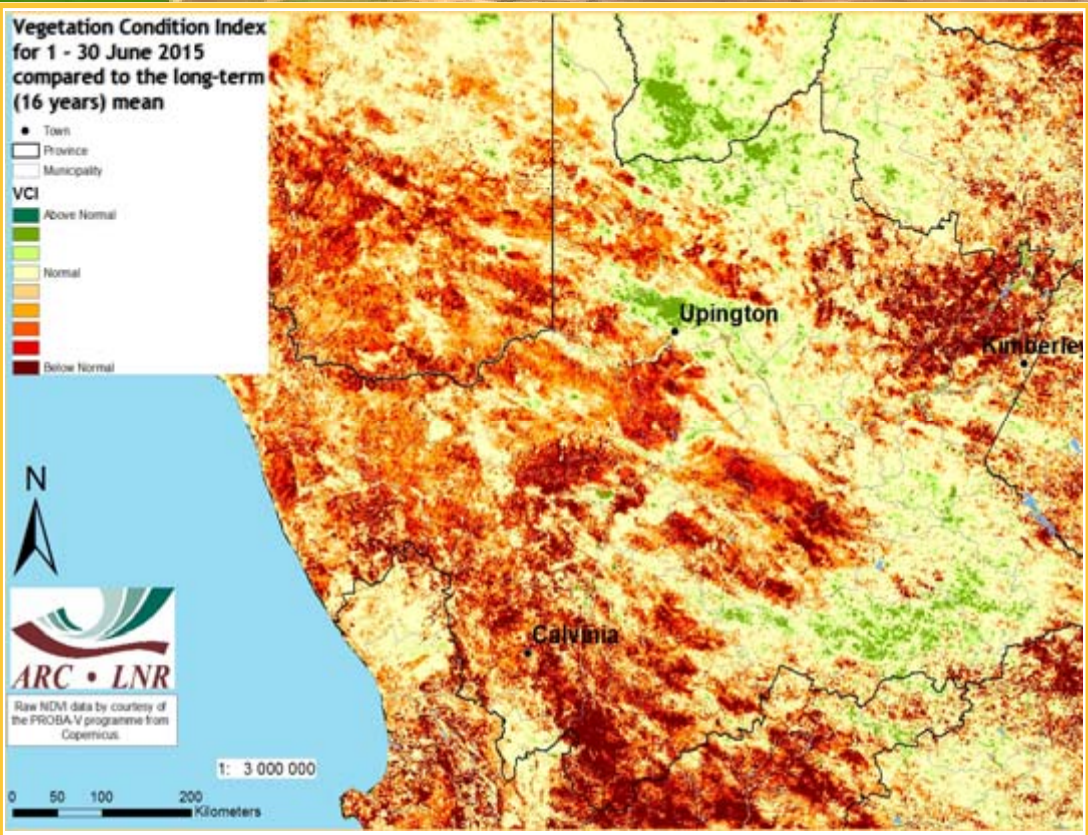 Vegetation Condition Index
for 1 - 30 June 2015
compared to the long-term
(16 years) mean
Town
Province
Municipality
VCI
Above Normal
Normal
Below Normal
Upington
Kimberle
N
Calvinia
ARC • LNR
Raw NDVI data by courtesy of
the PROBA-V programme from
Copernicus.
1: 3 000 000
0 50 100 200
Kilometers